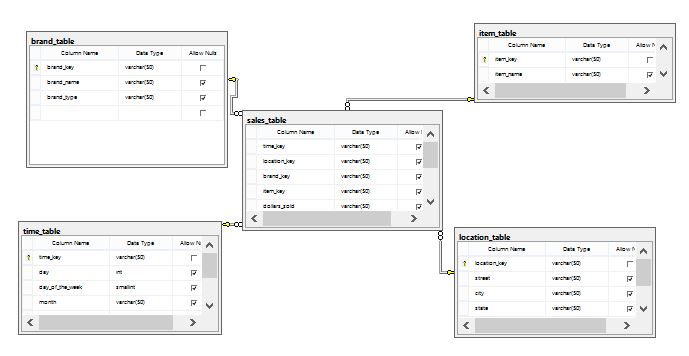 brand_table
Column Name Data Type Allow Nulls
brand_key varchar(50)
brand_name varchar(50)
brand_type varchar(50)
item_table
Column Name Data Type Allow N
item_key varchar(50)
item_name varchar(50)
sales_table
Column Name Data Type Allow N
time_key varchar(50)
location_key varchar(50)
brand_key varchar(50)
item_key varchar(50)
dollars_sold varchar(50)
time_table
Column Name Data Type Allow N
time_key varchar(50)
day int
day_of_the_week smallint
month varchar(50)
location_table
Column Name Data Type Allow N
location_key varchar(50)
street varchar(50)
city varchar(50)
state varchar(50)